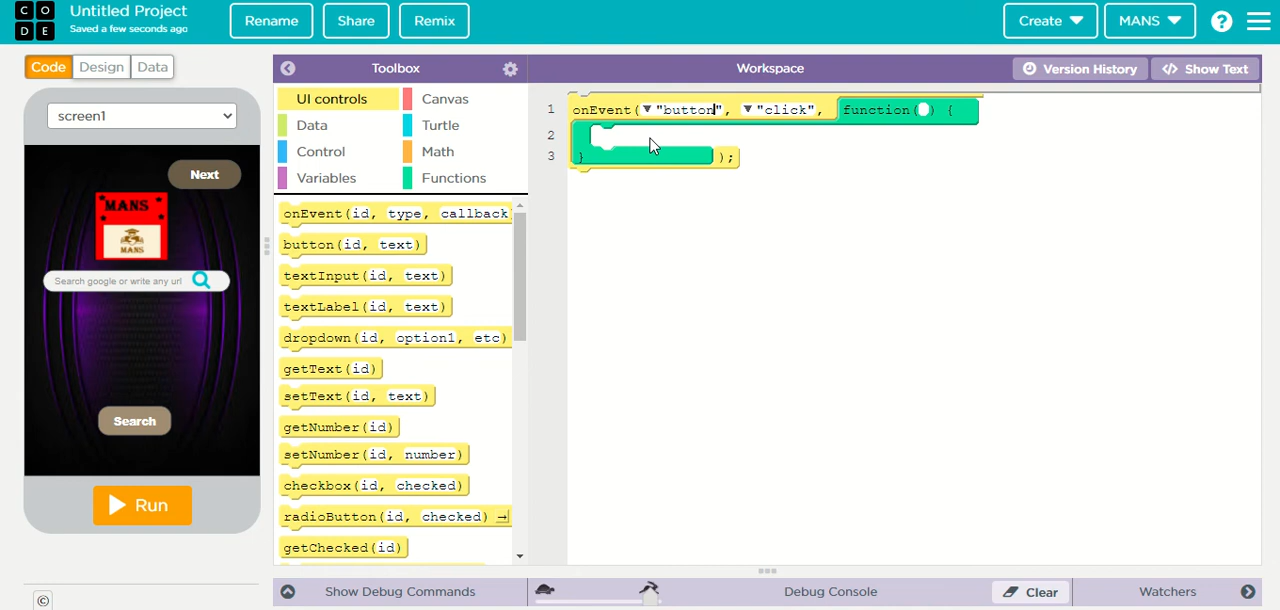 CO
DE
Untitled Project
Saved a few seconds ago
Rename
Share
Remix
Create
MANS
?
Code
Design
Data
Toolbox
Workspace
Version History
</> Show Text
screen1
Next
MANS
MANS
Search google or write any url
Search
Run
UI controls
Canvas
Data
Turtle
Control
Math
Variables
Functions
onEvent(id, type, callback
button(id, text)
textInput(id, text)
textLabel(id, text)
dropdown(id, option1, etc)
getText(id)
setText(id, text)
getNumber(id)
setNumber(id, number)
checkbox(id, checked)
radioButton(id, checked)
getChecked(id)
1 onEvent( "button", "click", function() {
2
3 } );
©
Show Debug Commands
Debug Console
Clear
Watchers